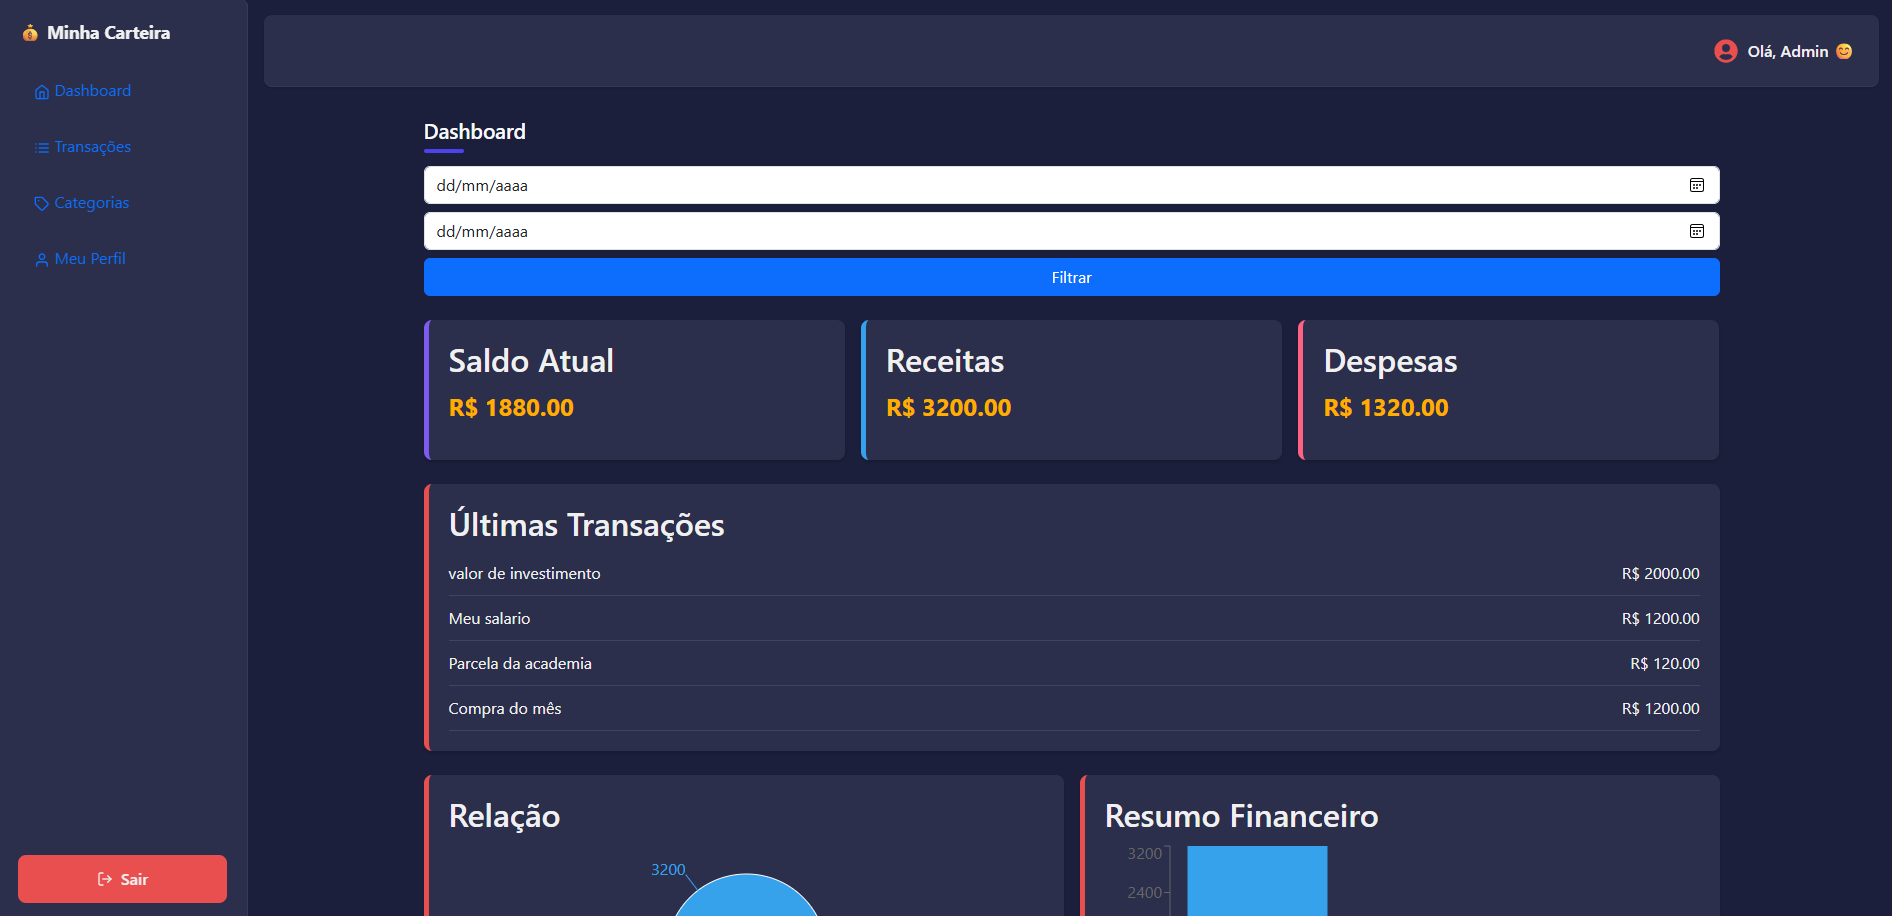 Minha Carteira
Dashboard
Transações
Categorias
Meu Perfil
Sair
Olá, Admin 😊
Dashboard
dd/mm/aaaa
dd/mm/aaaa
Filtrar
Saldo Atual
R$ 1880.00
Receitas
R$ 3200.00
Despesas
R$ 1320.00
Últimas Transações
valor de investimento R$ 2000.00
Meu salario R$ 1200.00
Parcela da academia R$ 120.00
Compra do mês R$ 1200.00
Relação
3200
Resumo Financeiro
3200
2400